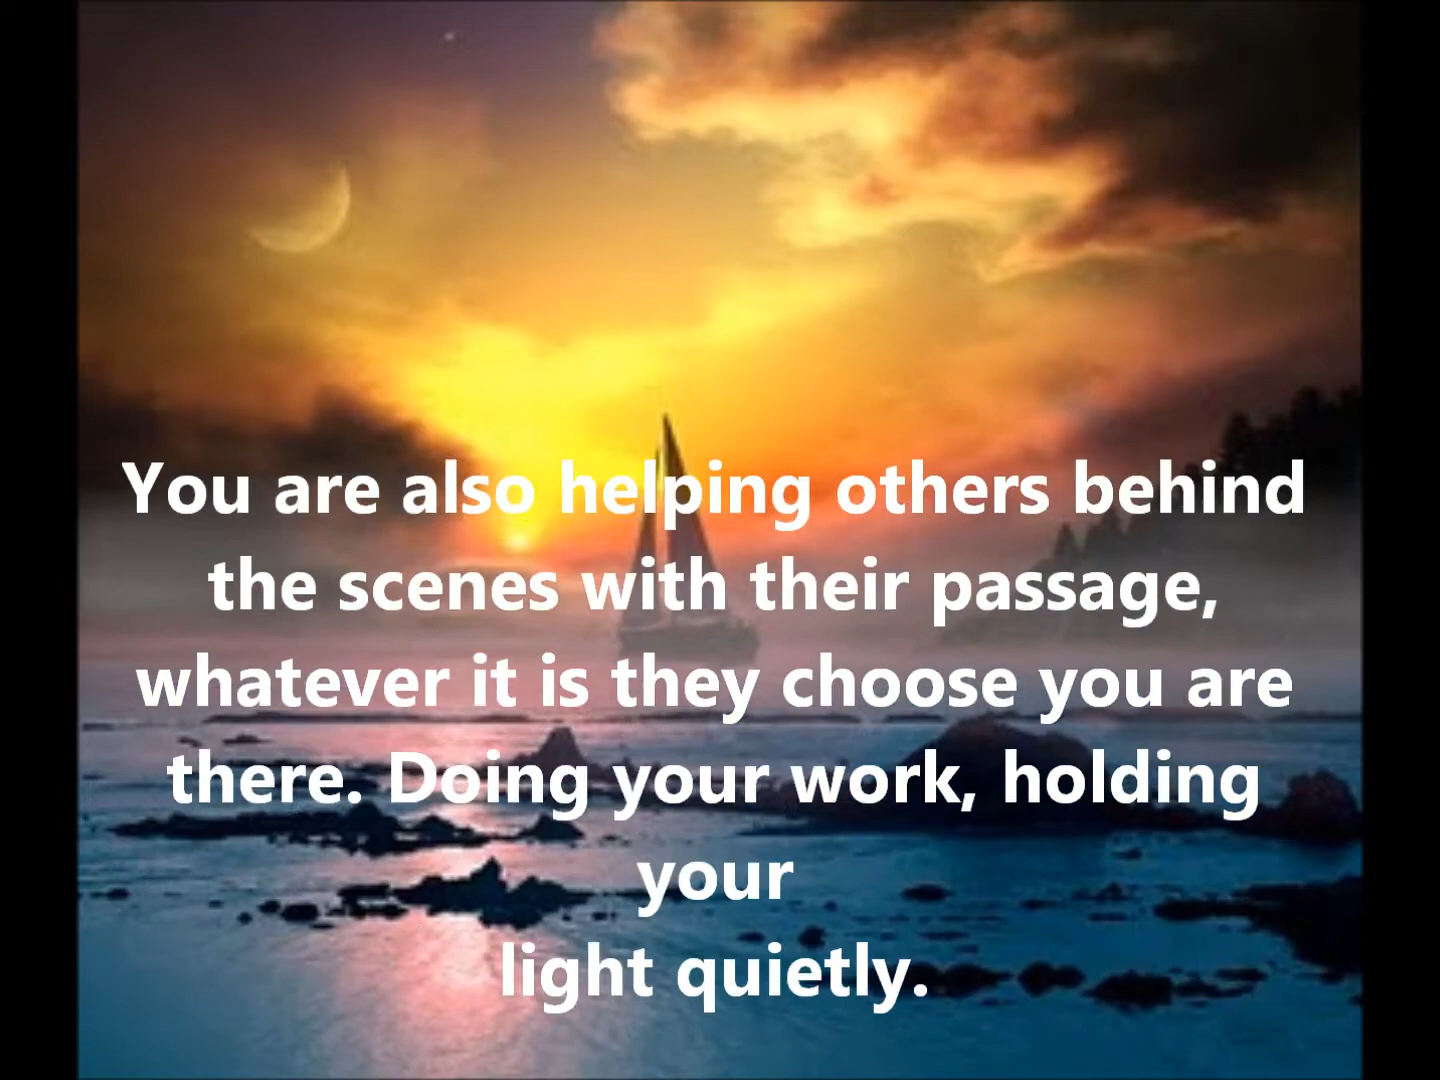 You are also helping others behind
the scenes with their passage,
whatever it is they choose you are
there. Doing your work, holding
your
light quietly.